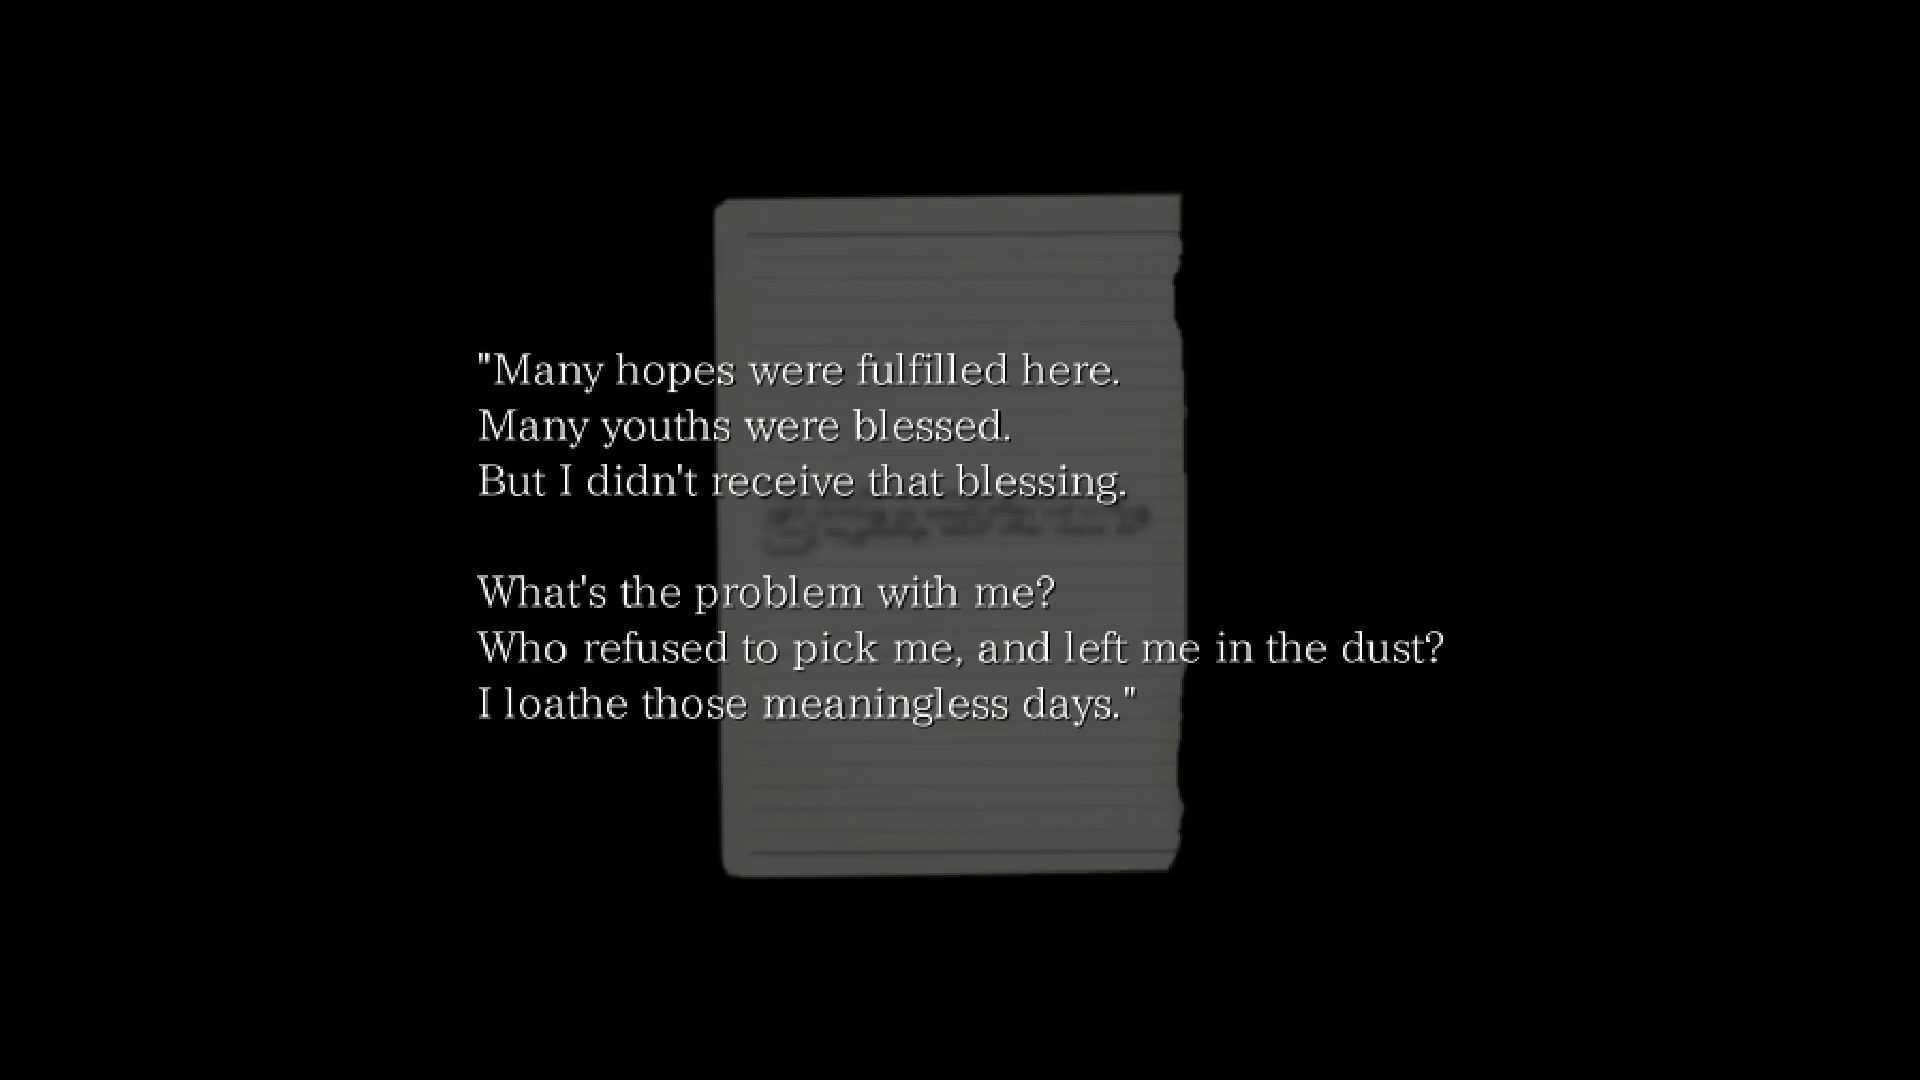 "Many hopes were fulfilled here.
Many youths were blessed.
But I didn't receive that blessing.
What's the problem with me?
Who refused to pick me, and left me in the dust?
I loathe those meaningless days."